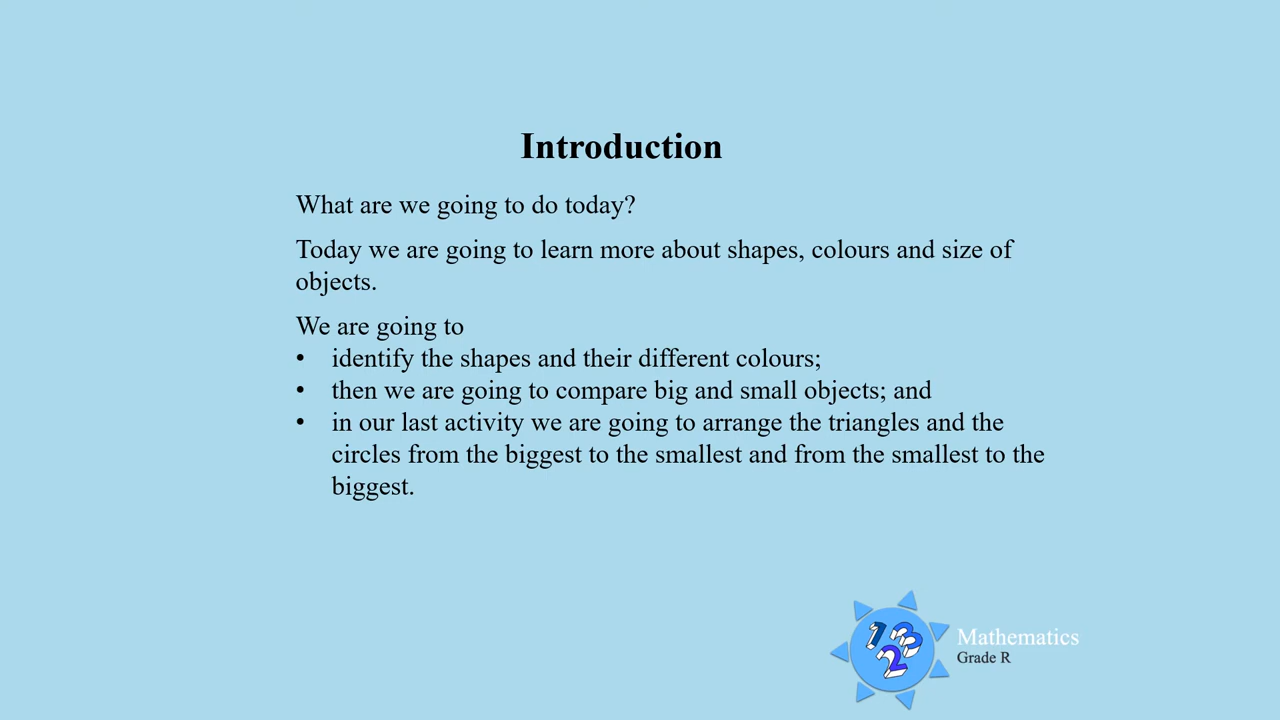 Introduction
What are we going to do today?
Today we are going to learn more about shapes, colours and size of
objects.
We are going to
• identify the shapes and their different colours;
• then we are going to compare big and small objects; and
• in our last activity we are going to arrange the triangles and the
circles from the biggest to the smallest and from the smallest to the
biggest.
1 2 3
Mathematics
Grade R